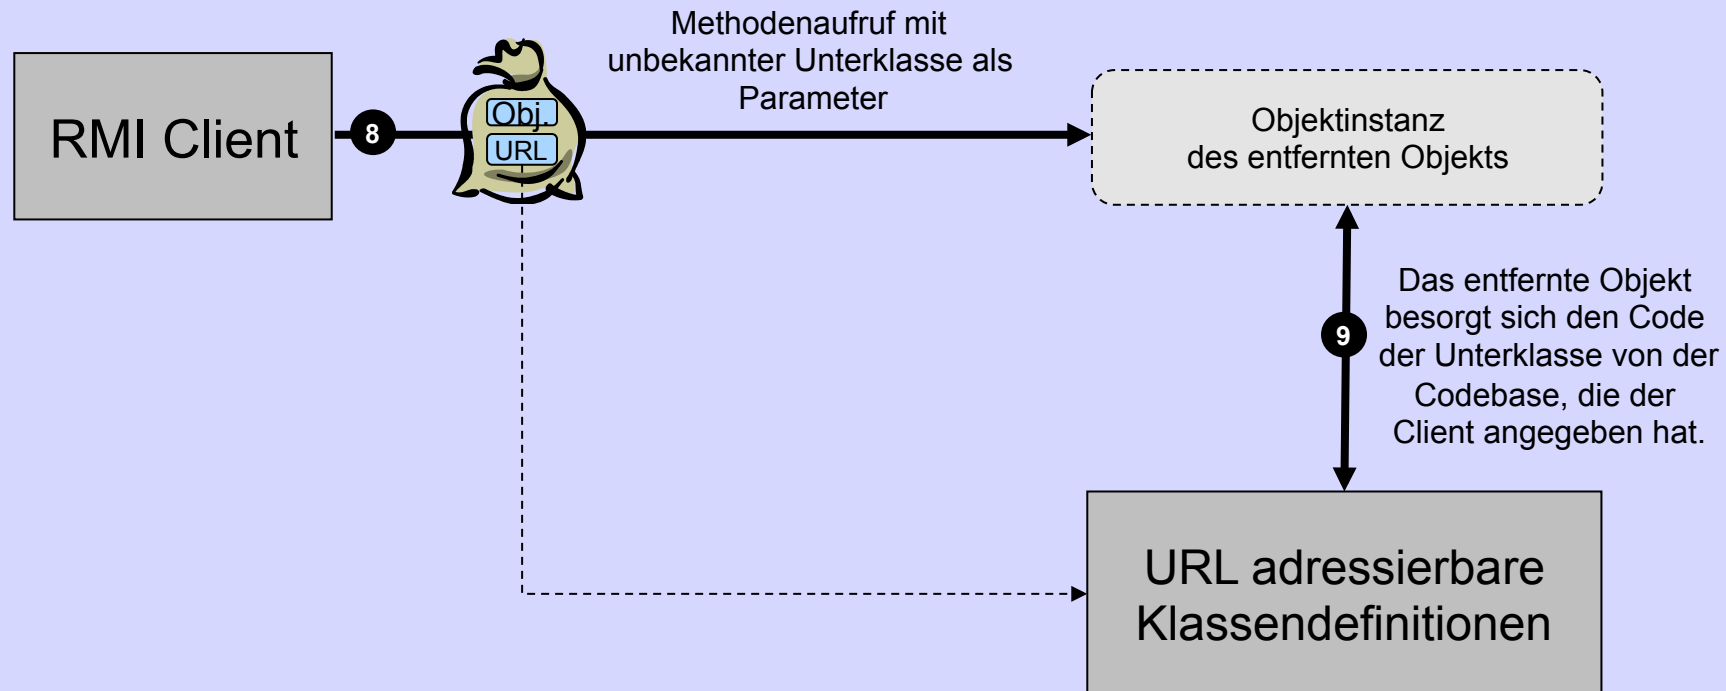 Methodenaufruf mit
unbekannter Unterklasse als
Parameter
RMI Client
8
Obj.
URL
Objektinstanz
des entfernten Objekts
9
Das entfernte Objekt
besorgt sich den Code
der Unterklasse von der
Codebase, die der
Client angegeben hat.
URL adressierbare
Klassendefinitionen